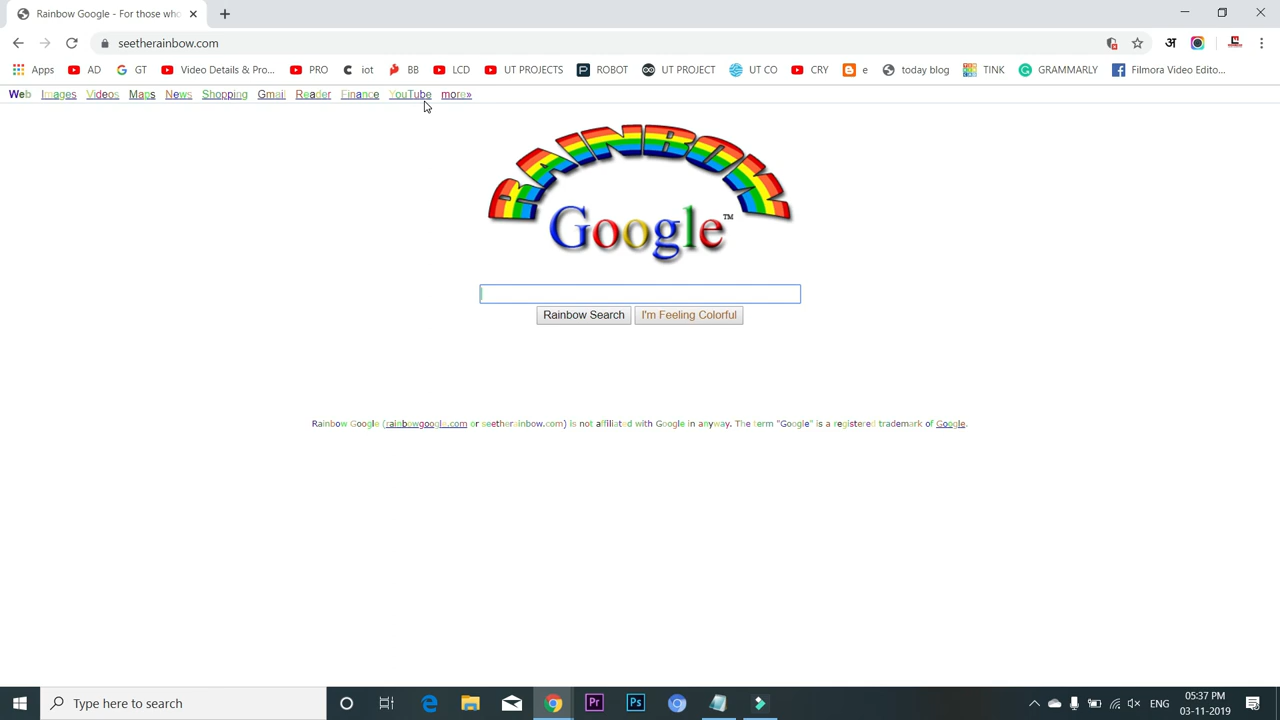 Rainbow Google - For those who
seetherainbow.com
अ
Apps AD GT Video Details & Pro... PRO iot BB LCD UT PROJECTS ROBOT UT PROJECT UT CO CRY e today blog TINK GRAMMARLY Filmora Video Edito...
Web Images Videos Maps News Shopping Gmail Reader Finance YouTube more»
RAINBOW
Google™
Rainbow Search I'm Feeling Colorful
Rainbow Google (rainbowgoogle.com or seetherainbow.com) is not affiliated with Google in anyway. The term "Google" is a registered trademark of Google.
Type here to search
Pr Ps
ENG
05:37 PM
03-11-2019